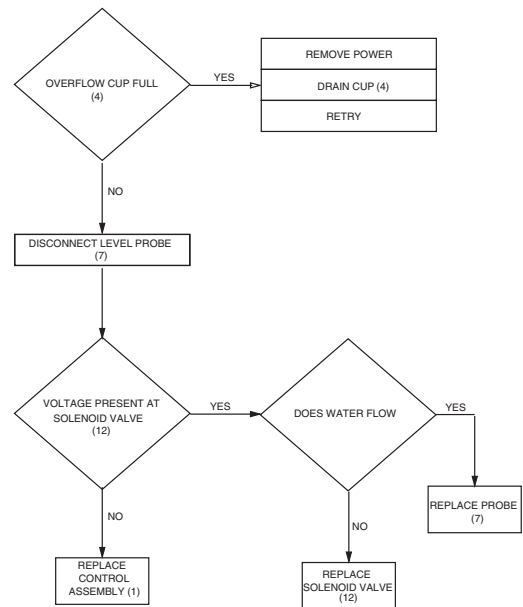 OVERFLOW CUP FULL
(4)
YES
REMOVE POWER
DRAIN CUP (4)
RETRY
NO
DISCONNECT LEVEL PROBE
(7)
VOLTAGE PRESENT AT
SOLENOID VALVE
(12)
YES
DOES WATER FLOW
YES
REPLACE PROBE
(7)
NO
REPLACE
CONTROL
ASSEMBLY (1)
NO
REPLACE
SOLENOID VALVE
(12)